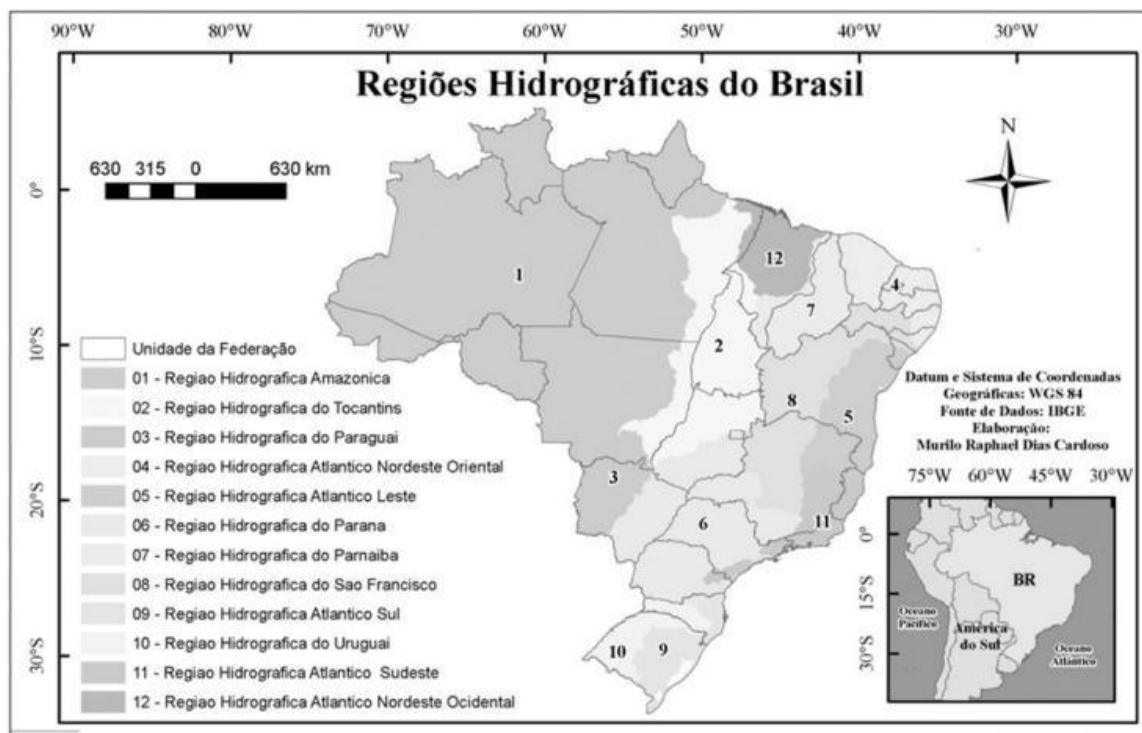 90°W 80°W 70°W 60°W 50°W 40°W 30°W
Regiões Hidrográficas do Brasil
N
630 315 0 630 km
0°
10°S
20°S
30°S
1
2
3
4
5
6
7
8
9
10
11
12
Unidade da Federação
01 - Regiao Hidrografica Amazonica
02 - Regiao Hidrografica do Tocantins
03 - Regiao Hidrografica do Paraguai
04 - Regiao Hidrografica Atlantico Nordeste Oriental
05 - Regiao Hidrografica Atlantico Leste
06 - Regiao Hidrografica do Parana
07 - Regiao Hidrografica do Parnaiba
08 - Regiao Hidrografica do Sao Francisco
09 - Regiao Hidrografica Atlantico Sul
10 - Regiao Hidrografica do Uruguai
11 - Regiao Hidrografica Atlantico Sudeste
12 - Regiao Hidrografica Atlantico Nordeste Ocidental
Datum e Sistema de Coordenadas
Geográficas: WGS 84
Fonte de Dados: IBGE
Elaboração:
Murilo Raphael Dias Cardoso
75°W 60°W 45°W 30°W
0°
15°S
30°S
BR
Oceano
Pacífico
América
do Sul
Oceano
Atlântico